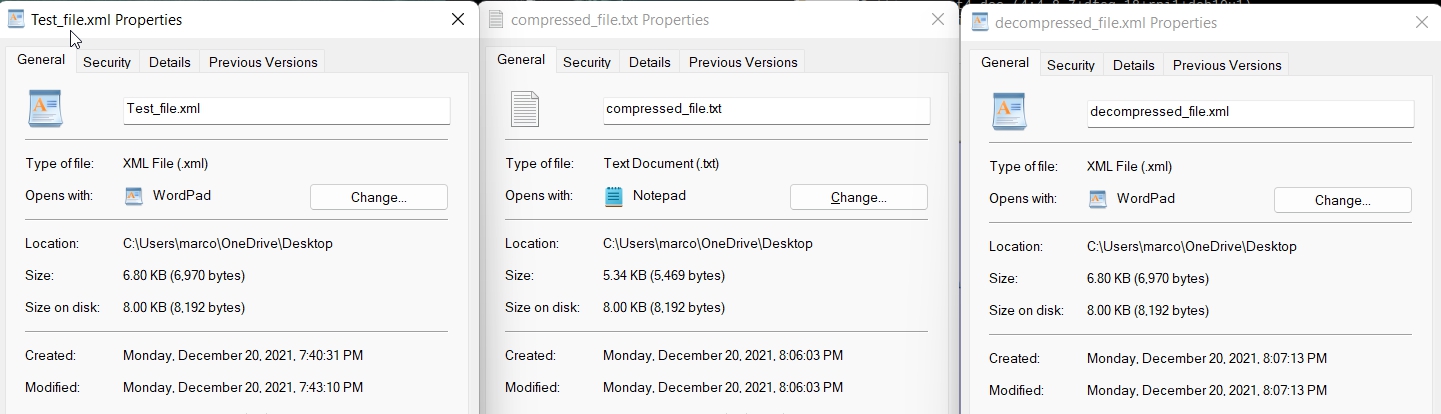 Test_file.xml Properties
General Security Details Previous Versions
Test_file.xml
Type of file: XML File (.xml)
Opens with: WordPad Change...
Location: C:\Users\marco\OneDrive\Desktop
Size: 6.80 KB (6,970 bytes)
Size on disk: 8.00 KB (8,192 bytes)
Created: Monday, December 20, 2021, 7:40:31 PM
Modified: Monday, December 20, 2021, 7:43:10 PM
compressed_file.txt Properties
General Security Details Previous Versions
compressed_file.txt
Type of file: Text Document (.txt)
Opens with: Notepad Change...
Location: C:\Users\marco\OneDrive\Desktop
Size: 5.34 KB (5,469 bytes)
Size on disk: 8.00 KB (8,192 bytes)
Created: Monday, December 20, 2021, 8:06:03 PM
Modified: Monday, December 20, 2021, 8:06:03 PM
decompressed_file.xml Properties
General Security Details Previous Versions
decompressed_file.xml
Type of file: XML File (.xml)
Opens with: WordPad Change...
Location: C:\Users\marco\OneDrive\Desktop
Size: 6.80 KB (6,970 bytes)
Size on disk: 8.00 KB (8,192 bytes)
Created: Monday, December 20, 2021, 8:07:13 PM
Modified: Monday, December 20, 2021, 8:07:13 PM